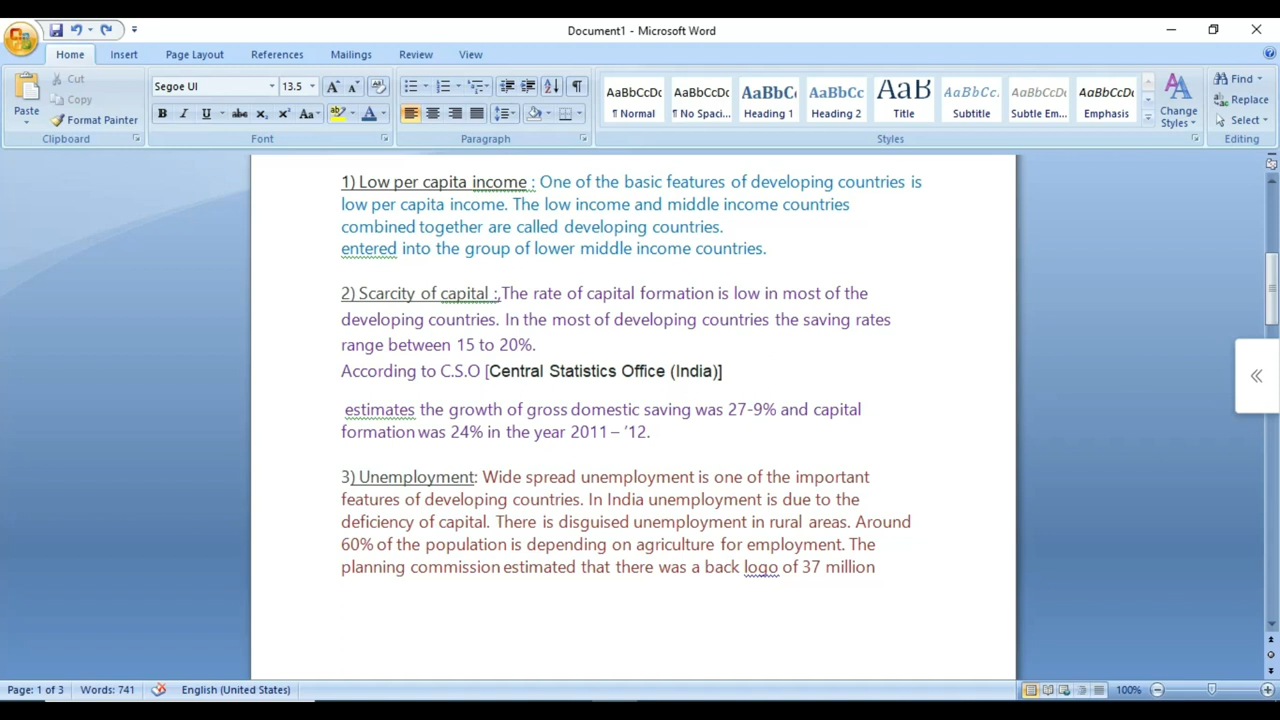 Document1 - Microsoft Word
Home Insert Page Layout References Mailings Review View
Paste
Cut
Copy
Format Painter
Clipboard
Segoe UI 13.5
Font
Paragraph
AaBbCcDc AaBbCcDc AaBbCc AaBbCc AaB AaBbCc. AaBbCcDc AaBbCcDc
¶ Normal ¶ No Spaci... Heading 1 Heading 2 Title Subtitle Subtle Em... Emphasis
Change Styles
Styles
Find
Replace
Select
Editing
1) Low per capita income : One of the basic features of developing countries is
low per capita income. The low income and middle income countries
combined together are called developing countries.
entered into the group of lower middle income countries.
2) Scarcity of capital :,The rate of capital formation is low in most of the
developing countries. In the most of developing countries the saving rates
range between 15 to 20%.
According to C.S.O [Central Statistics Office (India)]
estimates the growth of gross domestic saving was 27-9% and capital
formation was 24% in the year 2011 – ’12.
3) Unemployment: Wide spread unemployment is one of the important
features of developing countries. In India unemployment is due to the
deficiency of capital. There is disguised unemployment in rural areas. Around
60% of the population is depending on agriculture for employment. The
planning commission estimated that there was a back logo of 37 million
Page: 1 of 3 Words: 741 English (United States) 100%